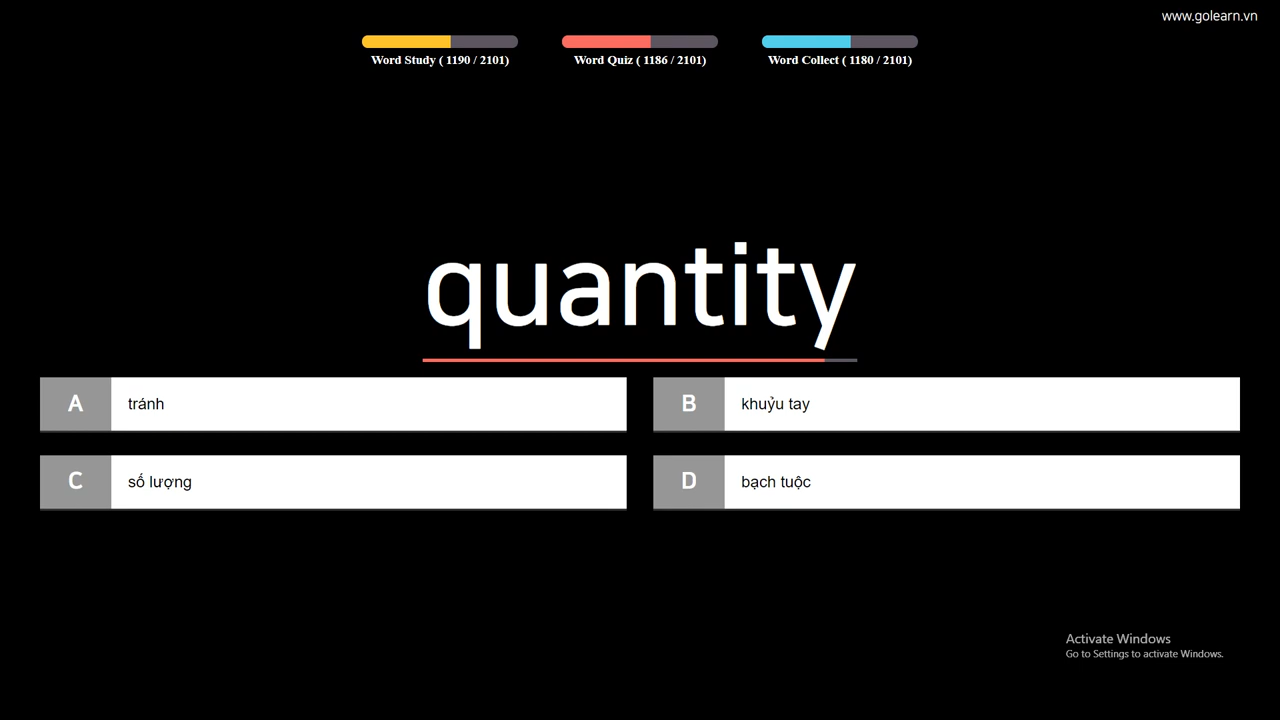 www.golearn.vn
Word Study ( 1190 / 2101)
Word Quiz ( 1186 / 2101)
Word Collect ( 1180 / 2101)
quantity
A tránh
B khuỷu tay
C số lượng
D bạch tuộc
Activate Windows
Go to Settings to activate Windows.